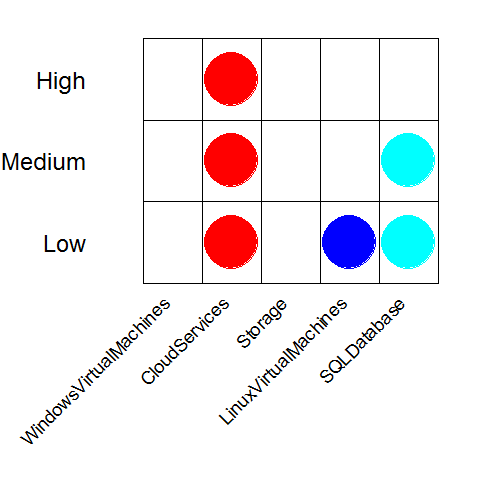 High
Medium
Low
WindowsVirtualMachines
CloudServices
Storage
LinuxVirtualMachines
SQLDatabase